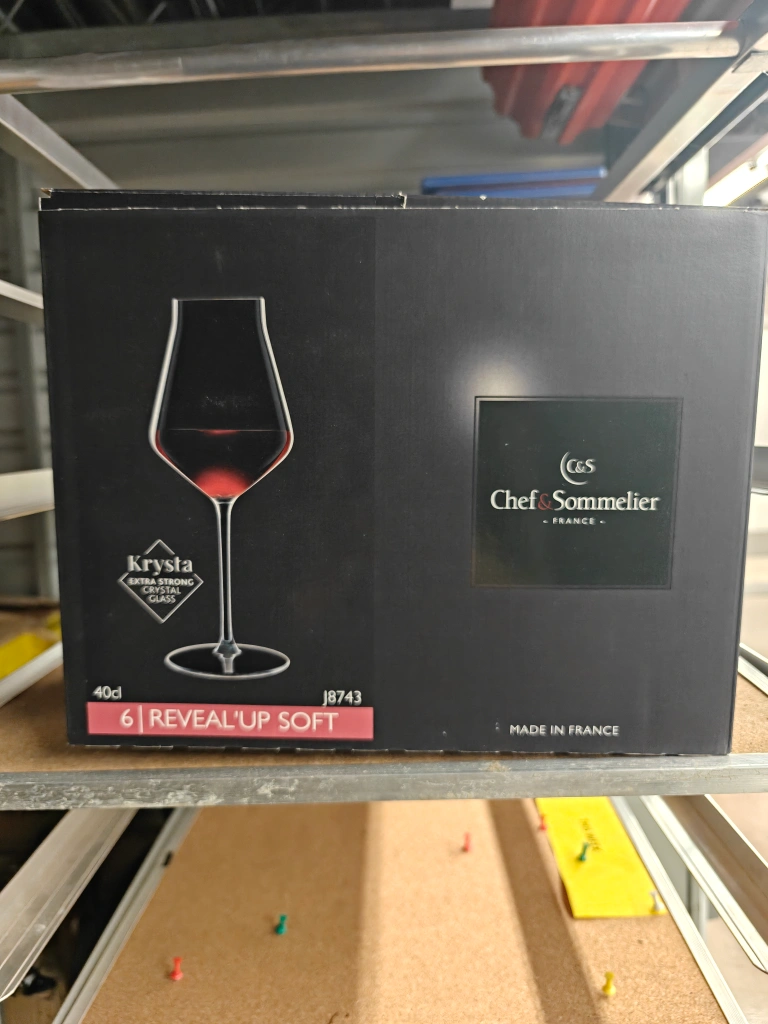 Krysta
EXTRA STRONG
CRYSTAL
GLASS
40cl
J8743
6 | REVEAL'UP SOFT
C&S
Chef&Sommelier
- FRANCE -
MADE IN FRANCE